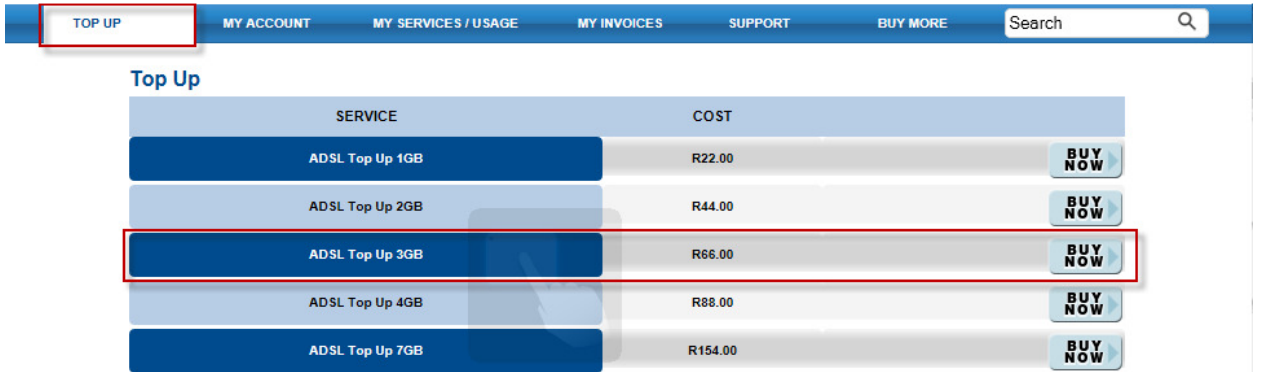 TOP UP MY ACCOUNT MY SERVICES / USAGE MY INVOICES SUPPORT BUY MORE Search
Top Up
SERVICE COST
ADSL Top Up 1GB R22.00 BUY NOW
ADSL Top Up 2GB R44.00 BUY NOW
ADSL Top Up 3GB R66.00 BUY NOW
ADSL Top Up 4GB R88.00 BUY NOW
ADSL Top Up 7GB R154.00 BUY NOW